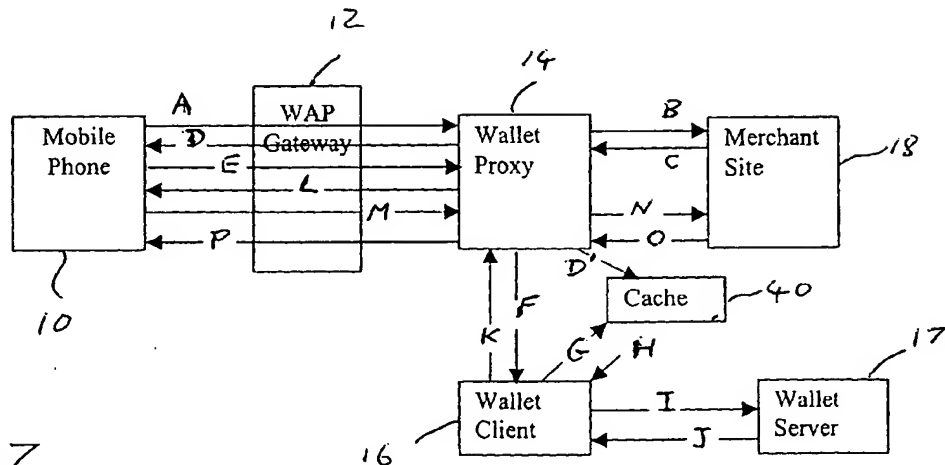 12
14
A
WAP
Gateway
Mobile
Phone
D
E
L
M
P
Wallet
Proxy
B
C
N
O
Merchant
Site
18
10
D'
Cache
40
K
F
G
H
17
Wallet
Client
16
I
J
Wallet
Server
7